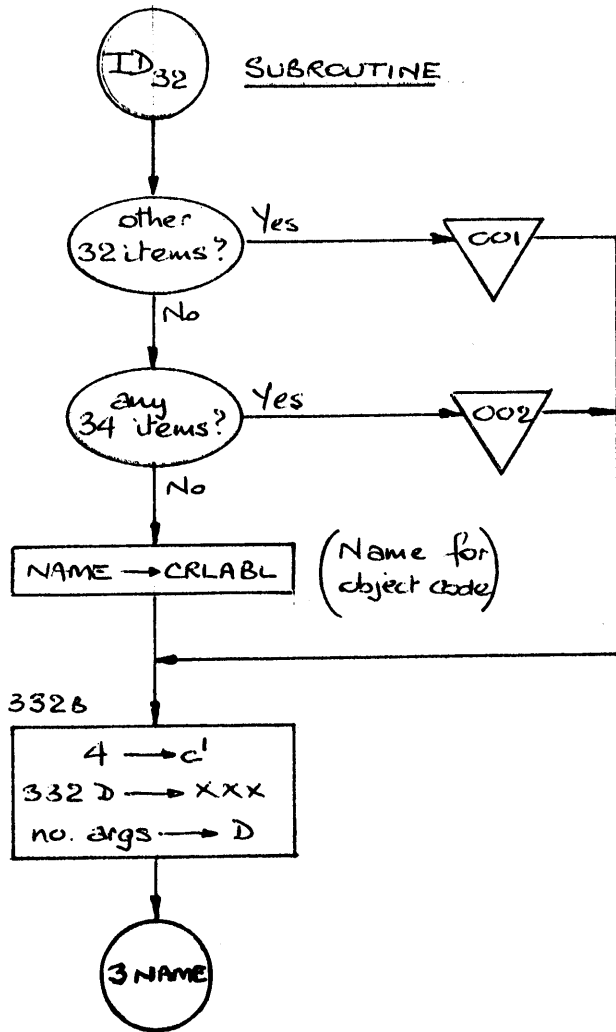 ID32
SUBROUTINE
other
32 items?
Yes
001
No
any
34 items?
Yes
002
No
NAME → CRLABL
(Name for
object code)
332B
4 → c'
332 D → XXX
no. args → D
3 NAME